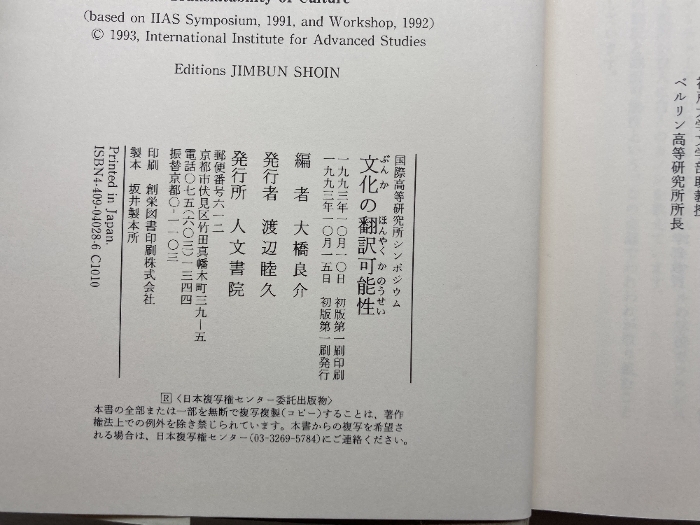 Translatability of Culture
(based on IIAS Symposium, 1991, and Workshop, 1992)
© 1993, International Institute for Advanced Studies
Editions JIMBUN SHOIN
国際高等研究所シンポジウム
文化の翻訳可能性
ぶんか ほんやくかのうせい
一九九三年一〇月一〇日 初版第一刷印刷
一九九三年一〇月一五日 初版第一刷発行
編者 大橋良介
発行者 渡辺睦久
発行所 人文書院
郵便番号六一二
京都市伏見区竹田真幡木町三九ー五
電話〇七五(六〇三)一三四四
振替京都〇ー一一〇三
印刷 創栄図書印刷株式会社
製本 坂井製本所
Printed in Japan.
ISBN4-409-04028-6 C1010
R〈日本複写権センター委託出版物〉
本書の全部または一部を無断で複写複製(コピー)することは、著作
権法上での例外を除き禁じられています。本書からの複写を希望さ
れる場合は、日本複写権センター(03-3269-5784)にご連絡ください。
ベルリン高等研究所所長